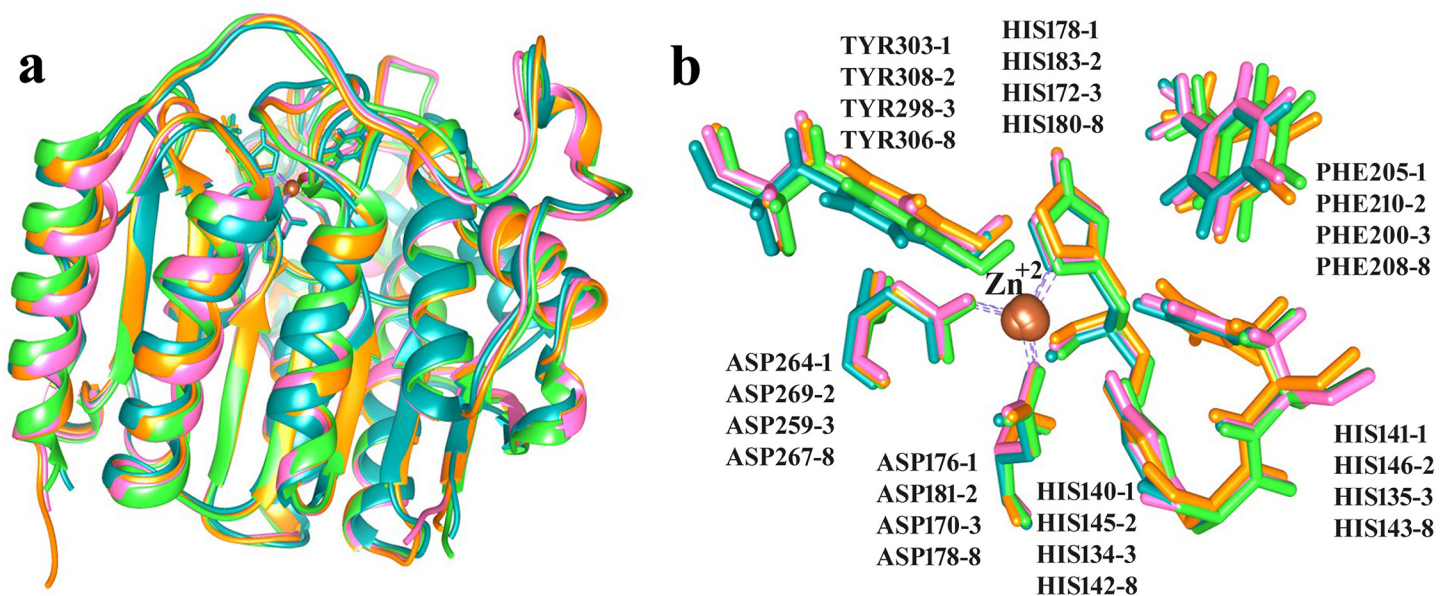 a
b
TYR303-1
TYR308-2
TYR298-3
TYR306-8
HIS178-1
HIS183-2
HIS172-3
HIS180-8
PHE205-1
PHE210-2
PHE200-3
PHE208-8
Zn+2
ASP264-1
ASP269-2
ASP259-3
ASP267-8
ASP176-1
ASP181-2
ASP170-3
ASP178-8
HIS140-1
HIS145-2
HIS134-3
HIS142-8
HIS141-1
HIS146-2
HIS135-3
HIS143-8